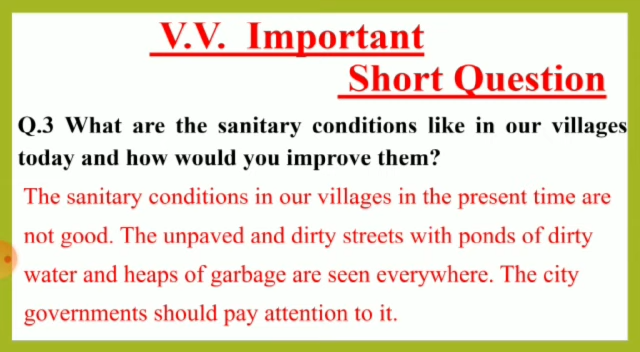 V.V. Important
Short Question
Q.3 What are the sanitary conditions like in our villages
today and how would you improve them?
The sanitary conditions in our villages in the present time are
not good. The unpaved and dirty streets with ponds of dirty
water and heaps of garbage are seen everywhere. The city
governments should pay attention to it.